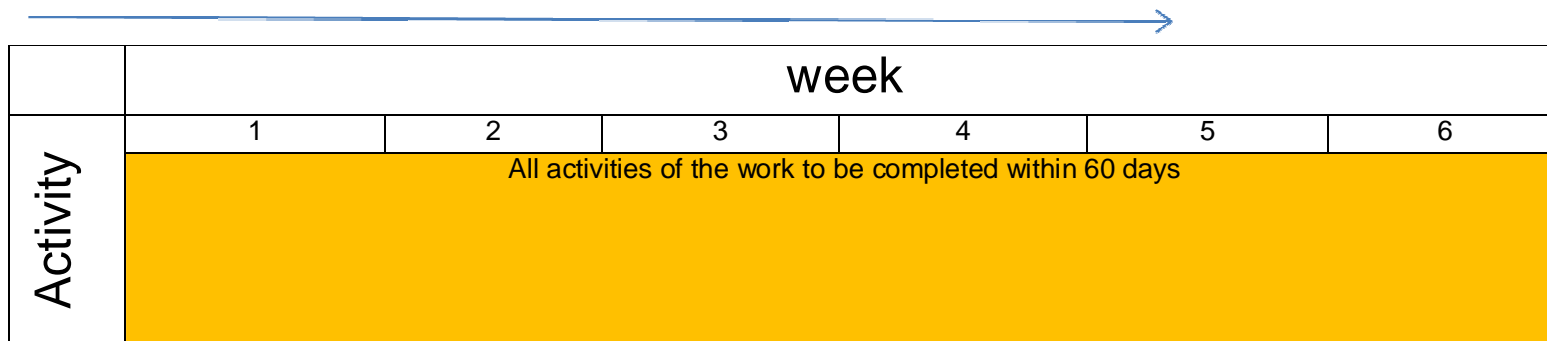 week
1 2 3 4 5 6
Activity
All activities of the work to be completed within 60 days